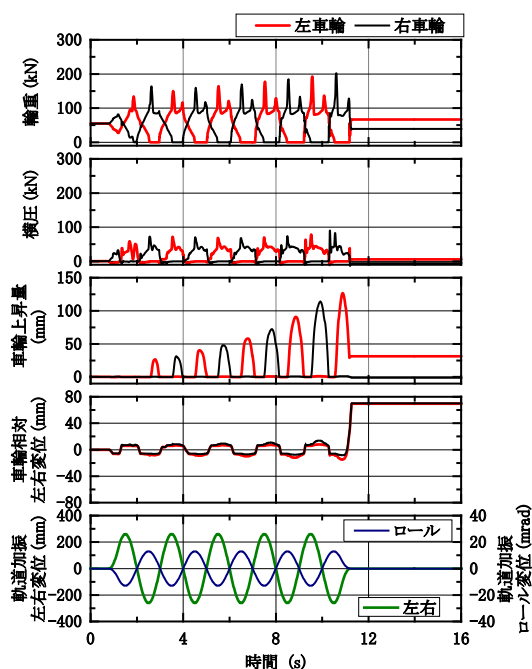 左車輪 右車輪
300
200
100
0
輪重 (kN)
300
200
100
0
横圧 (kN)
150
100
50
0
車輪上昇量
(mm)
80
40
0
-40
-80
車輪相対
左右変位 (mm)
400
200
0
-200
-400
軌道加振
左右変位 (mm)
ロール
左右
40
20
0
-20
-40
軌道加振
ロール変位 (mrad)
0 4 8 12 16
時間 (s)